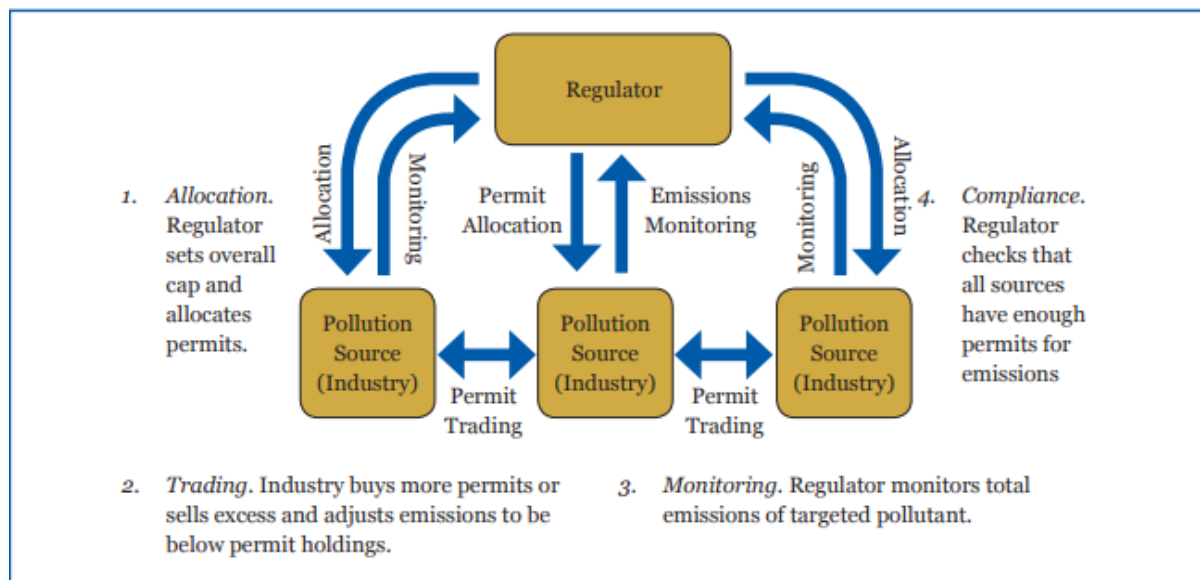 Regulator
Allocation
Monitoring
Permit
Allocation
Emissions
Monitoring
Monitoring
Allocation
1. Allocation.
Regulator
sets overall
cap and
allocates
permits.
4. Compliance.
Regulator
checks that
all sources
have enough
permits for
emissions
Pollution
Source
(Industry)
Pollution
Source
(Industry)
Pollution
Source
(Industry)
Permit
Trading
Permit
Trading
2. Trading. Industry buys more permits or
sells excess and adjusts emissions to be
below permit holdings.
3. Monitoring. Regulator monitors total
emissions of targeted pollutant.